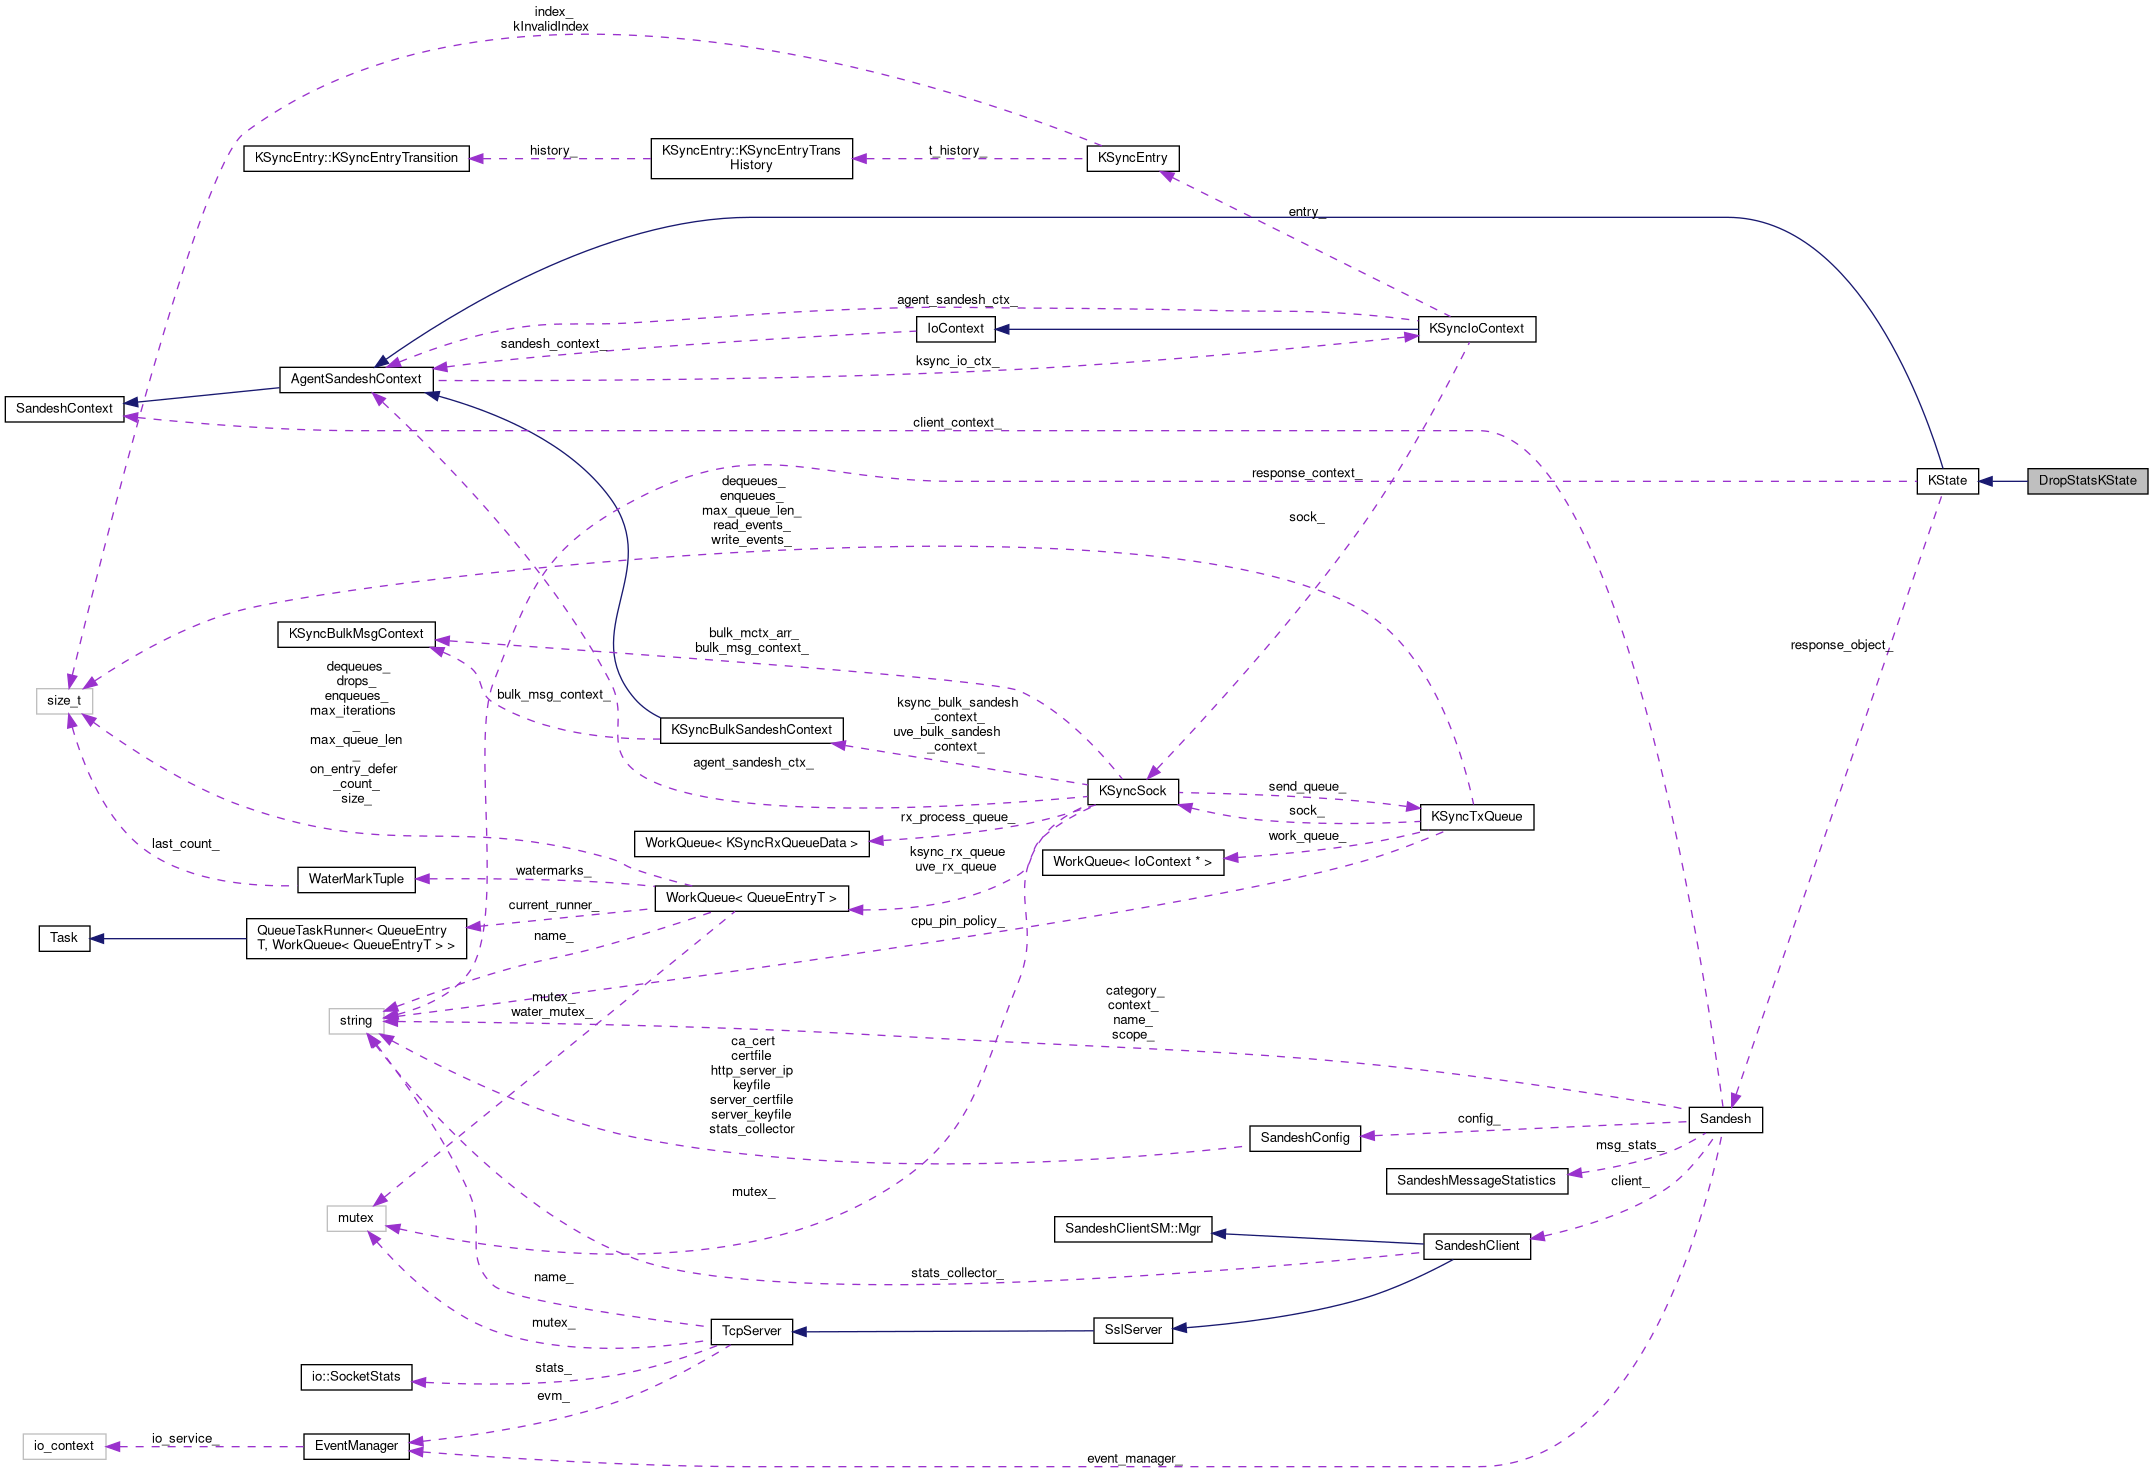 index_
kInvalidIndex
KSyncEntry::KSyncEntryTransition
history_
KSyncEntry::KSyncEntryTrans
History
t_history_
KSyncEntry
entry_
agent_sandesh_ctx_
IoContext
KSyncIoContext
sandesh_context_
ksync_io_ctx_
AgentSandeshContext
SandeshContext
client_context_
response_context_
KState
DropStatsKState
dequeues_
enqueues_
max_queue_len_
read_events_
write_events_
sock_
KSyncBulkMsgContext
bulk_mctx_arr_
bulk_msg_context_
response_object_
size_t
dequeues_
drops_
enqueues_
max_iterations
_
max_queue_len
_
on_entry_defer
_count_
size_
bulk_msg_context_
KSyncBulkSandeshContext
ksync_bulk_sandesh
_context_
uve_bulk_sandesh
_context_
agent_sandesh_ctx_
KSyncSock
send_queue_
sock_
KSyncTxQueue
rx_process_queue_
work_queue_
last_count_
WorkQueue< KSyncRxQueueData >
ksync_rx_queue
uve_rx_queue
WorkQueue< IoContext * >
WaterMarkTuple
watermarks_
WorkQueue< QueueEntryT >
current_runner_
cpu_pin_policy_
Task
QueueTaskRunner< QueueEntry
T, WorkQueue< QueueEntryT > >
name_
mutex_
water_mutex_
string
category_
context_
name_
scope_
ca_cert
certfile
http_server_ip
keyfile
server_certfile
server_keyfile
stats_collector
Sandesh
config_
SandeshConfig
msg_stats_
SandeshMessageStatistics
client_
mutex_
mutex
SandeshClientSM::Mgr
SandeshClient
name_
stats_collector_
mutex_
TcpServer
SslServer
io::SocketStats
stats_
evm_
io_context
io_service_
EventManager
event_manager_